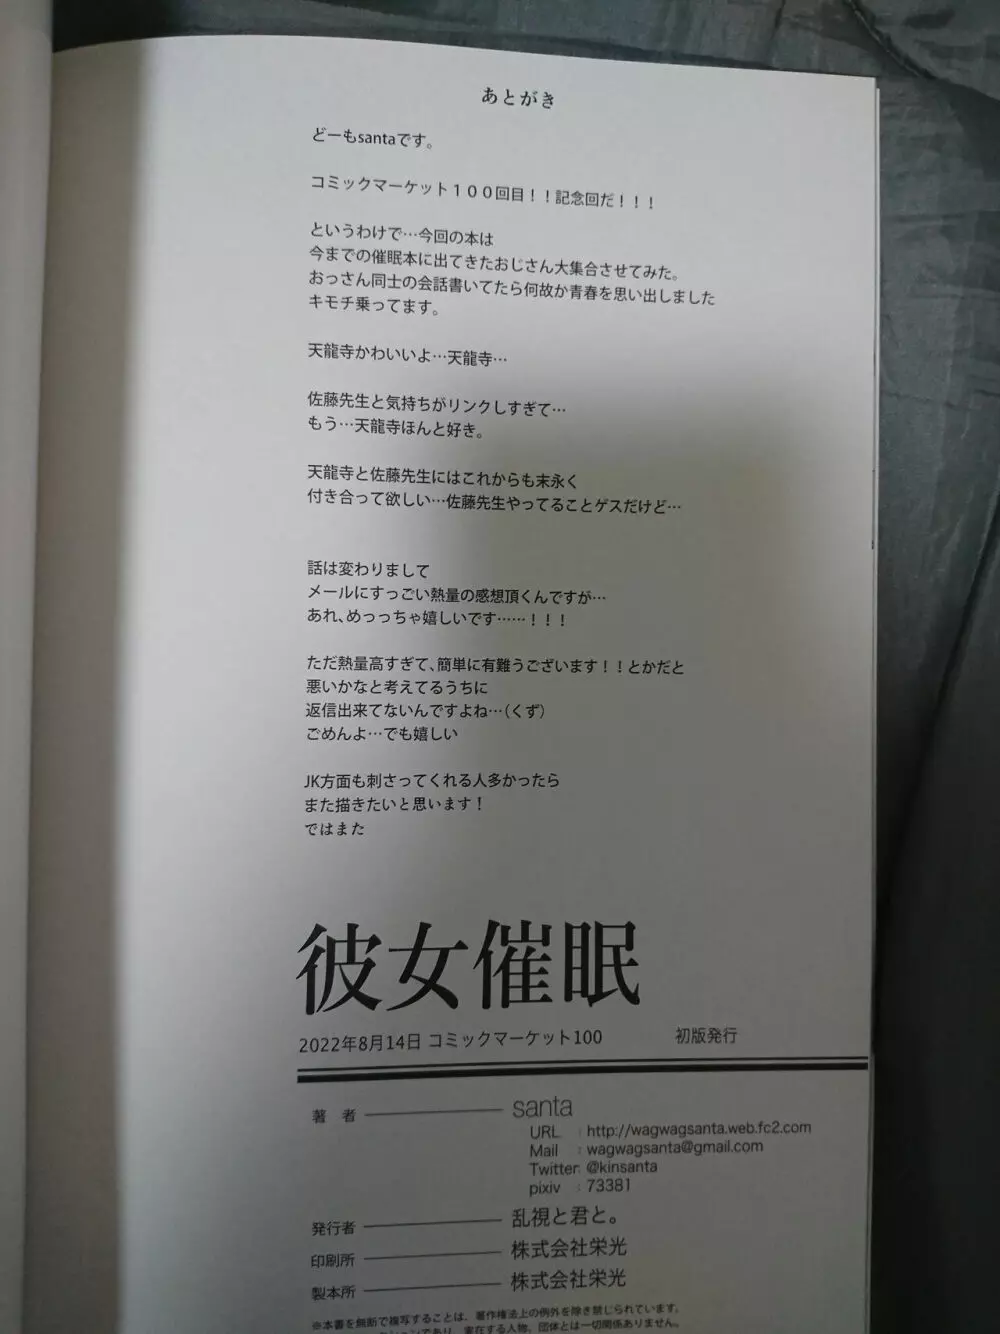 あとがき
どーもsantaです。
コミックマーケット１００回目！！記念回だ！！！
というわけで…今回の本は
今までの催眠本に出てきたおじさん大集合させてみた。
おっさん同士の会話書いてたら何故か青春を思い出しました
キモチ乗ってます。
天龍寺かわいいよ…天龍寺…
佐藤先生と気持ちがリンクしすぎて…
もう…天龍寺ほんと好き。
天龍寺と佐藤先生にはこれからも末永く
付き合って欲しい…佐藤先生やってることゲスだけど…
話は変わりまして
メールにすっごい熱量の感想頂くんですが…
あれ、めっっちゃ嬉しいです……！！！
ただ熱量高すぎて、簡単に有難うございます！！とかだと
悪いかなと考えてるうちに
返信出来てないんですよね…（くず）
ごめんよ…でも嬉しい
JK方面も刺さってくれる人多かったら
また描きたいと思います！
ではまた
彼女催眠
2022年8月14日 コミックマーケット100 初版発行
著　者 santa
URL : http://wagwagsanta.web.fc2.com
Mail : wagwagsanta@gmail.com
Twitter: @kinsanta
pixiv : 73381
発行者 乱視と君と。
印刷所 株式会社栄光
製本所 株式会社栄光
※本書を無断で複写することは、著作権法上の例外を除き禁じられています。
ションであり、実在する人物、団体とは一切関係ありません。